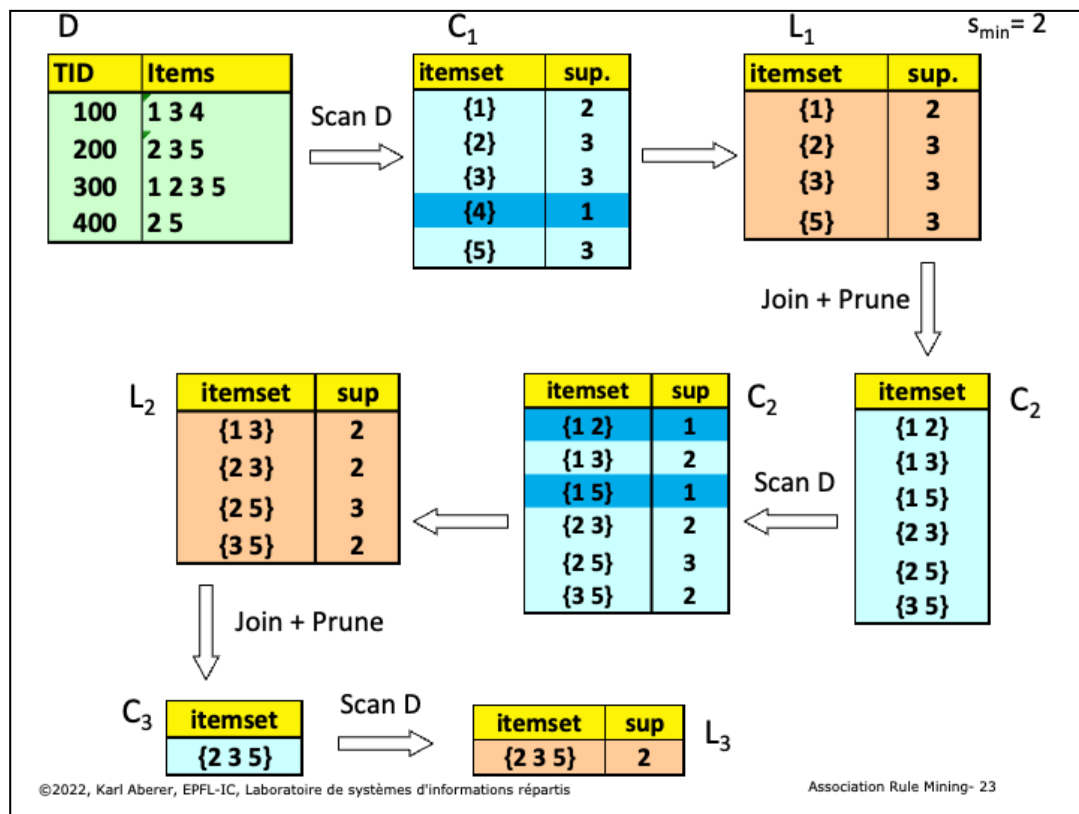 D
TID Items
100 1 3 4
200 2 3 5
300 1 2 3 5
400 2 5
Scan D
C1
itemset sup.
{1} 2
{2} 3
{3} 3
{4} 1
{5} 3
L1
smin= 2
itemset sup.
{1} 2
{2} 3
{3} 3
{5} 3
Join + Prune
C2
itemset
{1 2}
{1 3}
{1 5}
{2 3}
{2 5}
{3 5}
Scan D
C2
itemset sup
{1 2} 1
{1 3} 2
{1 5} 1
{2 3} 2
{2 5} 3
{3 5} 2
L2
itemset sup
{1 3} 2
{2 3} 2
{2 5} 3
{3 5} 2
Join + Prune
C3
itemset
{2 3 5}
Scan D
itemset sup
{2 3 5} 2
L3
©2022, Karl Aberer, EPFL-IC, Laboratoire de systèmes d'informations répartis
Association Rule Mining- 23